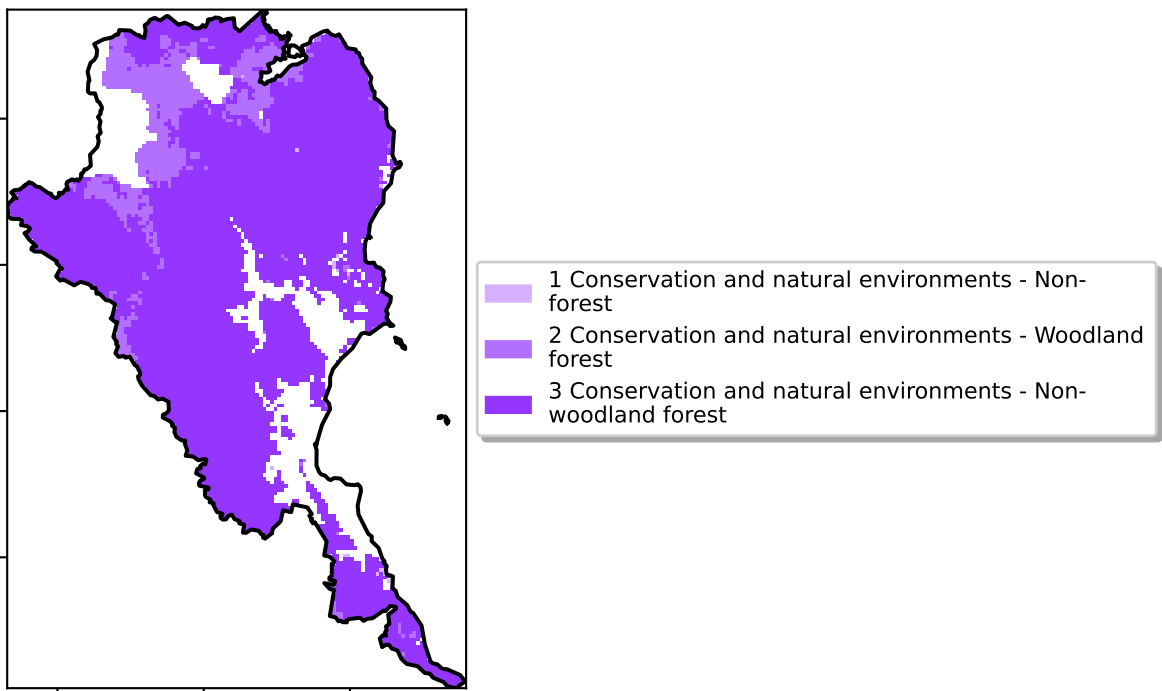 1 Conservation and natural environments - Non-
forest
2 Conservation and natural environments - Woodland
forest
3 Conservation and natural environments - Non-
woodland forest